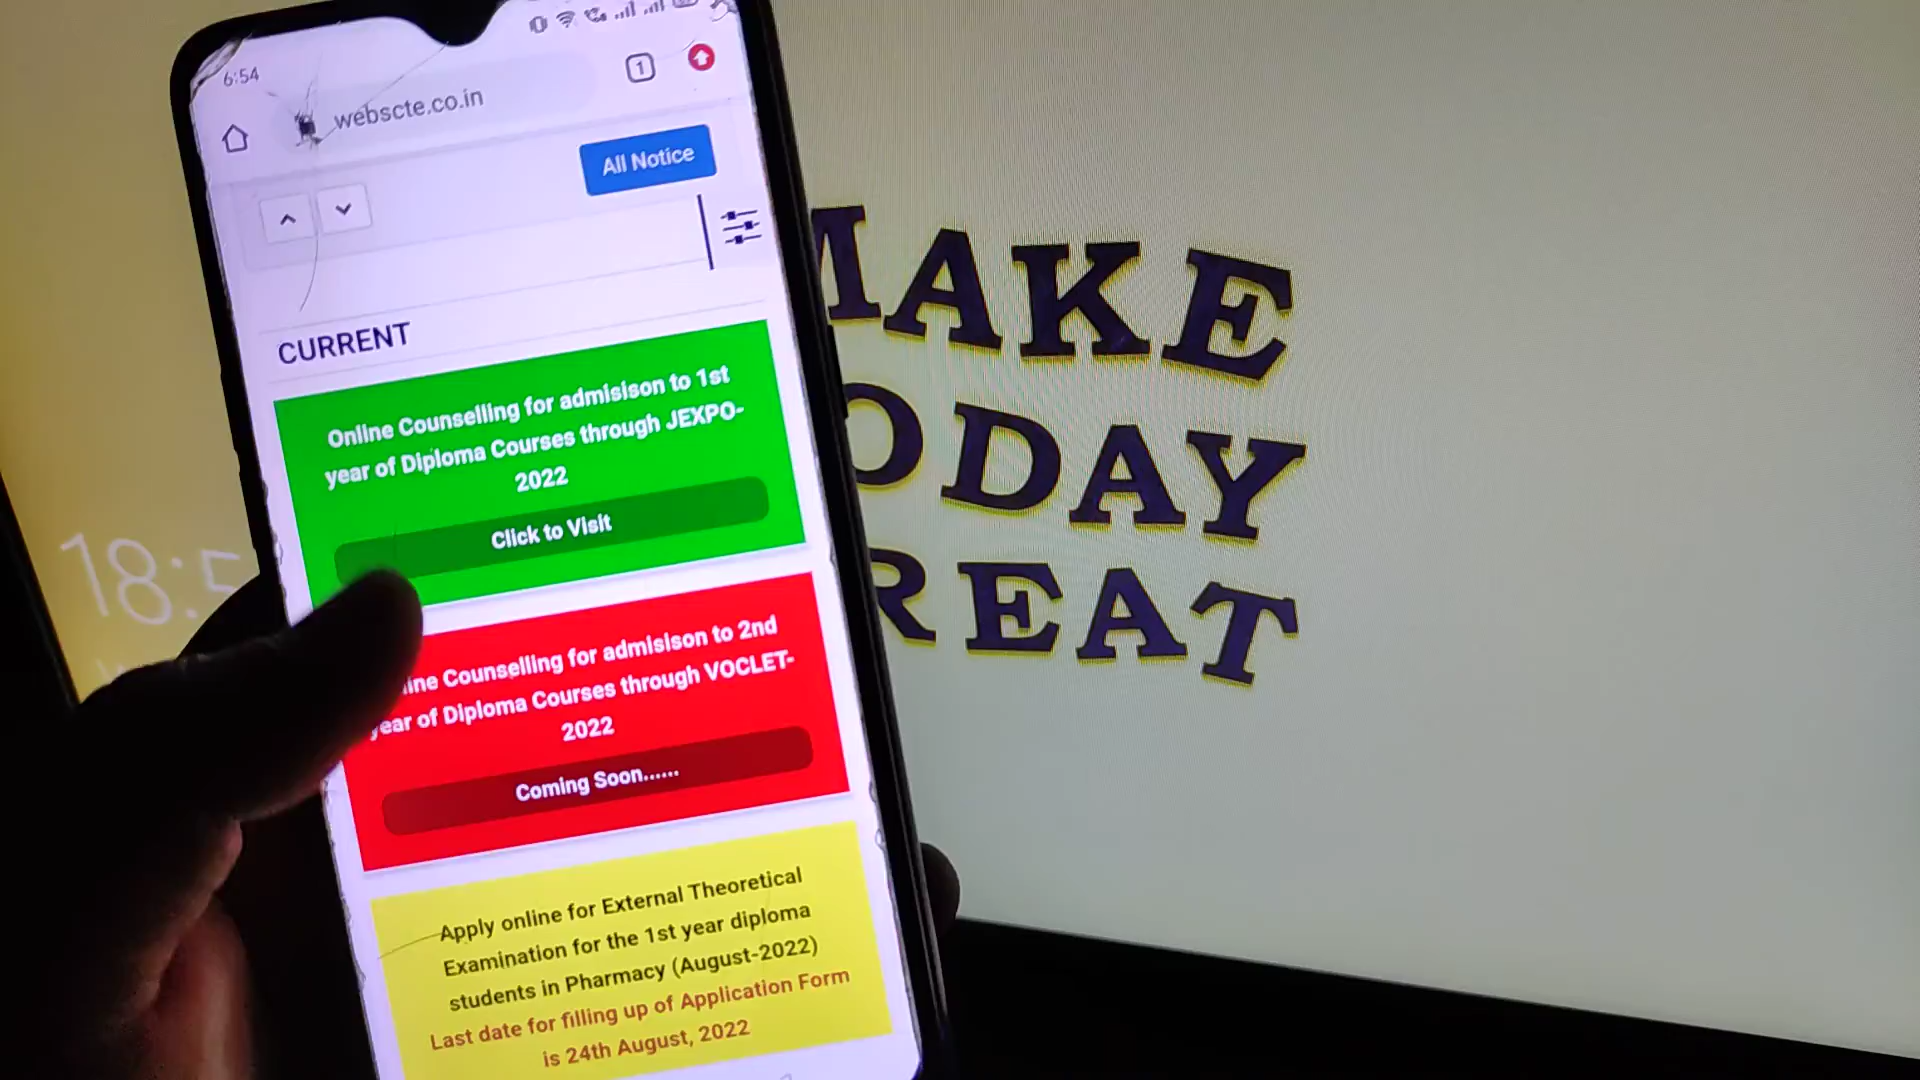 6:54
1
webscte.co.in
All Notice
CURRENT
Online Counselling for admisison to 1st
year of Diploma Courses through JEXPO-
2022
Click to Visit
ine Counselling for admisison to 2nd
year of Diploma Courses through VOCLET-
2022
Coming Soon......
Apply online for External Theoretical
Examination for the 1st year diploma
students in Pharmacy (August-2022)
Last date for filling up of Application Form
is 24th August, 2022
18:5
MAKE
ODAY
REAT